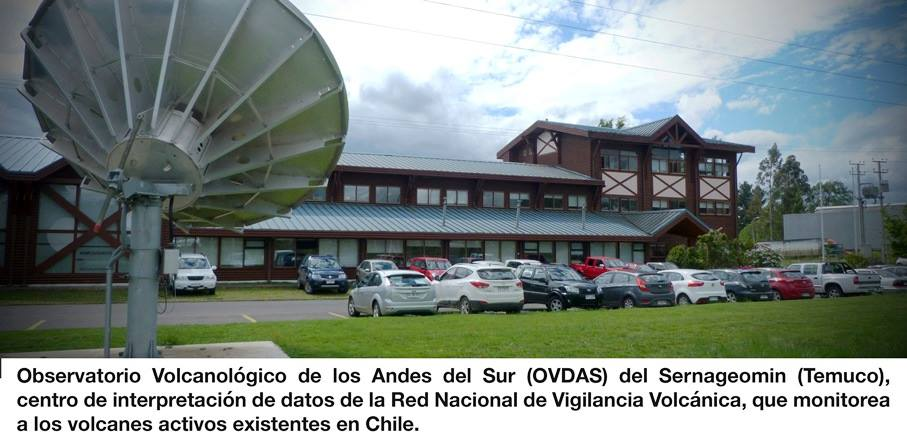 Observatorio Volcanológico de los Andes del Sur (OVDAS) del Sernageomin (Temuco),
centro de interpretación de datos de la Red Nacional de Vigilancia Volcánica, que monitorea
a los volcanes activos existentes en Chile.